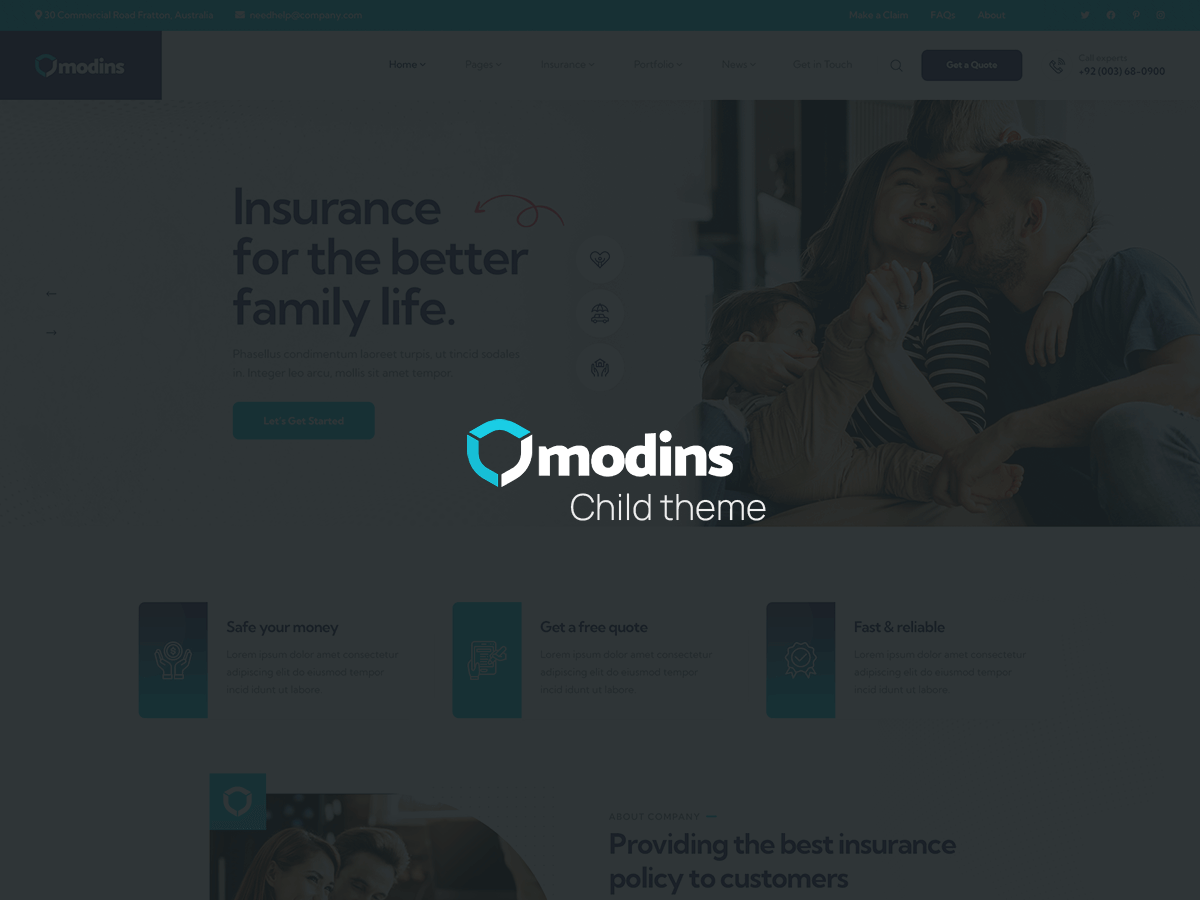 20 Commercial Road Fratton, Australia
needhelp@company.com
Make a Claim
FAQs
About
modins
Home
Pages
Insurance
Portfolio
News
Get in Touch
Get a Quote
Call experts
+92 (003) 68-0900
Insurance
for the better
family life.
Phasellus condimentum laoreet turpis, ut tincid sodales
in. Integer leo arcu, mollis sit amet tempor.
Let's Get Started
modins
Child theme
Safe your money
Lorem ipsum dolor amet consectetur
adipiscing elit do eiusmod tempor
incid idunt ut labore.
Get a free quote
Lorem ipsum dolor amet consectetur
adipiscing elit do eiusmod tempor
incid idunt ut labore.
Fast & reliable
Lorem ipsum dolor amet consectetur
adipiscing elit do eiusmod tempor
incid idunt ut labore.
ABOUT COMPANY
Providing the best insurance
policy to customers